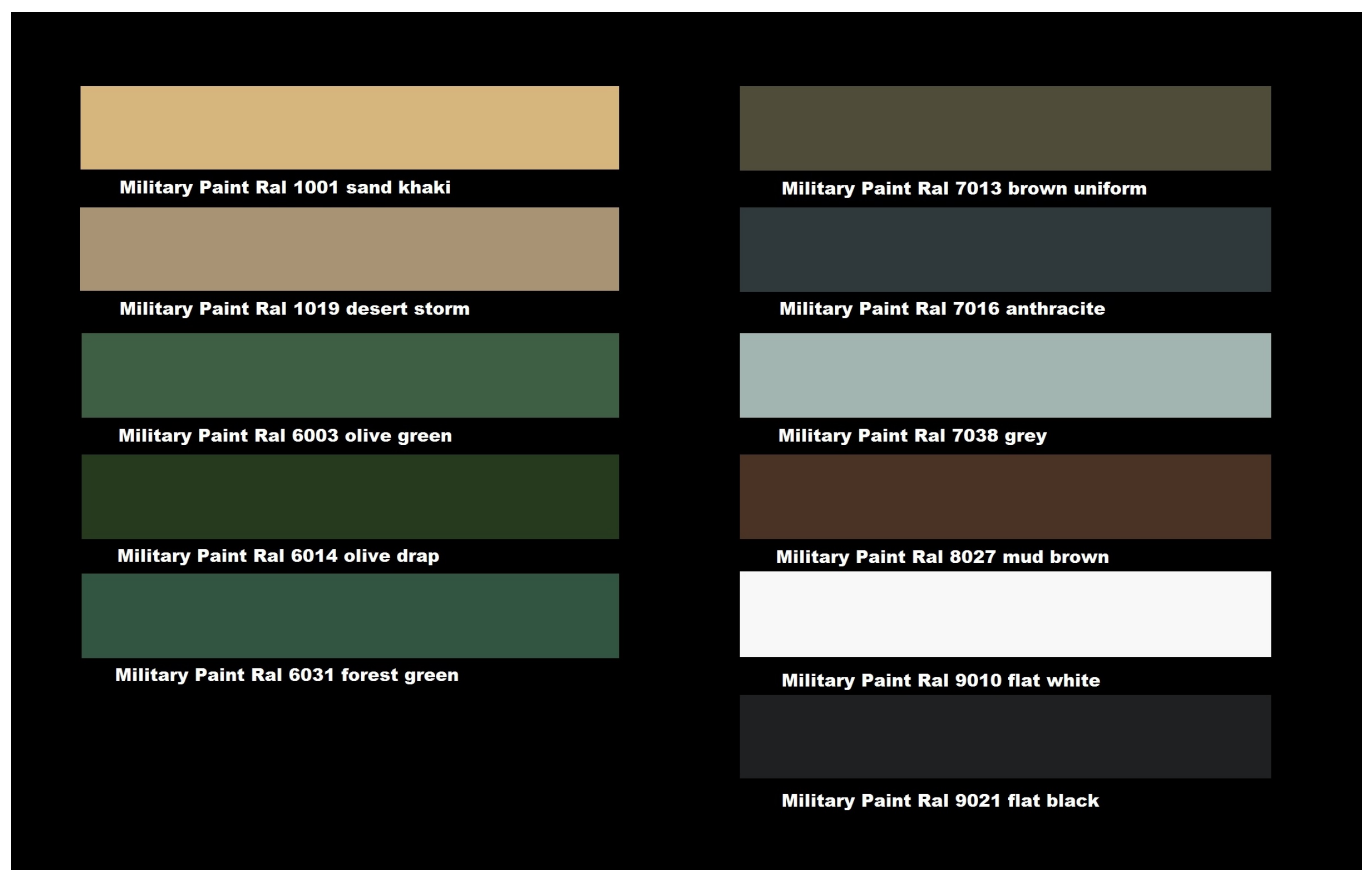 Military Paint Ral 1001 sand khaki
Military Paint Ral 1019 desert storm
Military Paint Ral 6003 olive green
Military Paint Ral 6014 olive drap
Military Paint Ral 6031 forest green
Military Paint Ral 7013 brown uniform
Military Paint Ral 7016 anthracite
Military Paint Ral 7038 grey
Military Paint Ral 8027 mud brown
Military Paint Ral 9010 flat white
Military Paint Ral 9021 flat black